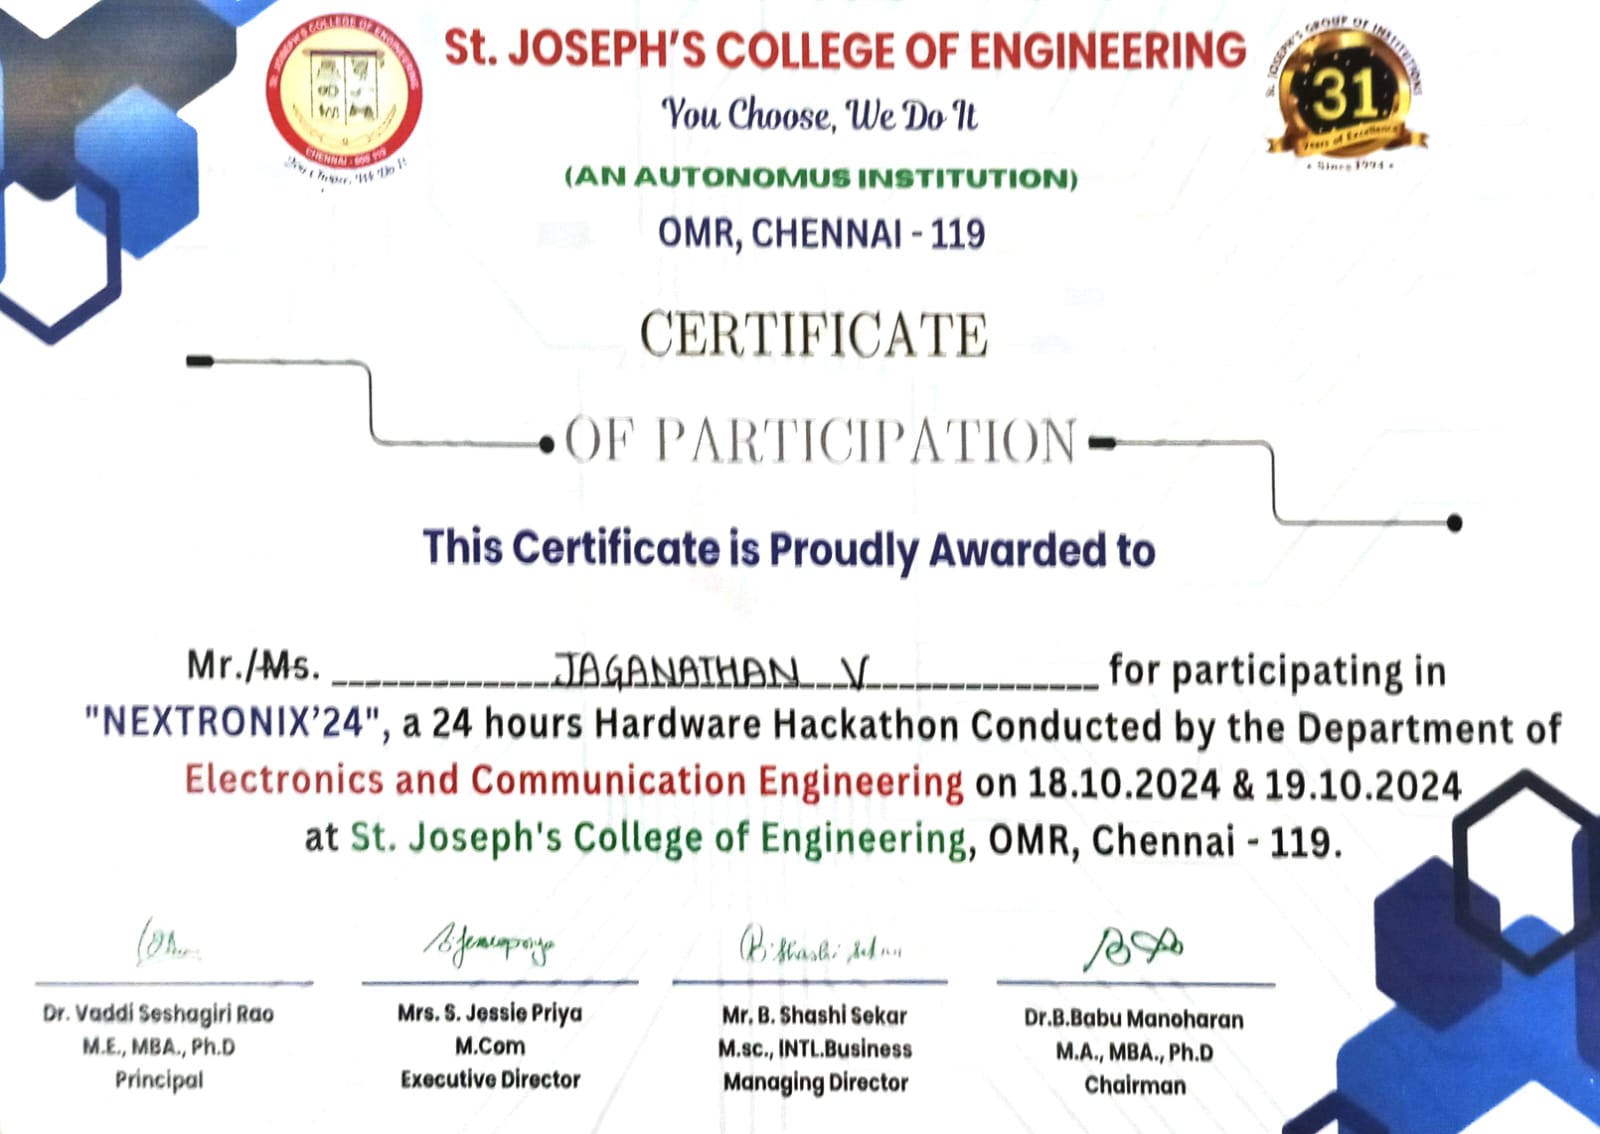 St. JOSEPH'S COLLEGE OF ENGINEERING
CHENNAI - 600 119
You Choose, We Do It
St. JOSEPH'S COLLEGE OF ENGINEERING
You Choose, We Do It
(AN AUTONOMUS INSTITUTION)
OMR, CHENNAI - 119
St. JOSEPH'S GROUP OF INSTITUTIONS
31
Years of Excellence
• Since 1994 •
CERTIFICATE
OF PARTICIPATION
This Certificate is Proudly Awarded to
Mr./Ms. JAGANATHAN V for participating in
"NEXTRONIX'24", a 24 hours Hardware Hackathon Conducted by the Department of
Electronics and Communication Engineering on 18.10.2024 & 19.10.2024
at St. Joseph's College of Engineering, OMR, Chennai - 119.
Dr. Vaddi Seshagiri Rao
M.E., MBA., Ph.D
Principal
Mrs. S. Jessie Priya
M.Com
Executive Director
Mr. B. Shashi Sekar
M.sc., INTL.Business
Managing Director
Dr.B.Babu Manoharan
M.A., MBA., Ph.D
Chairman